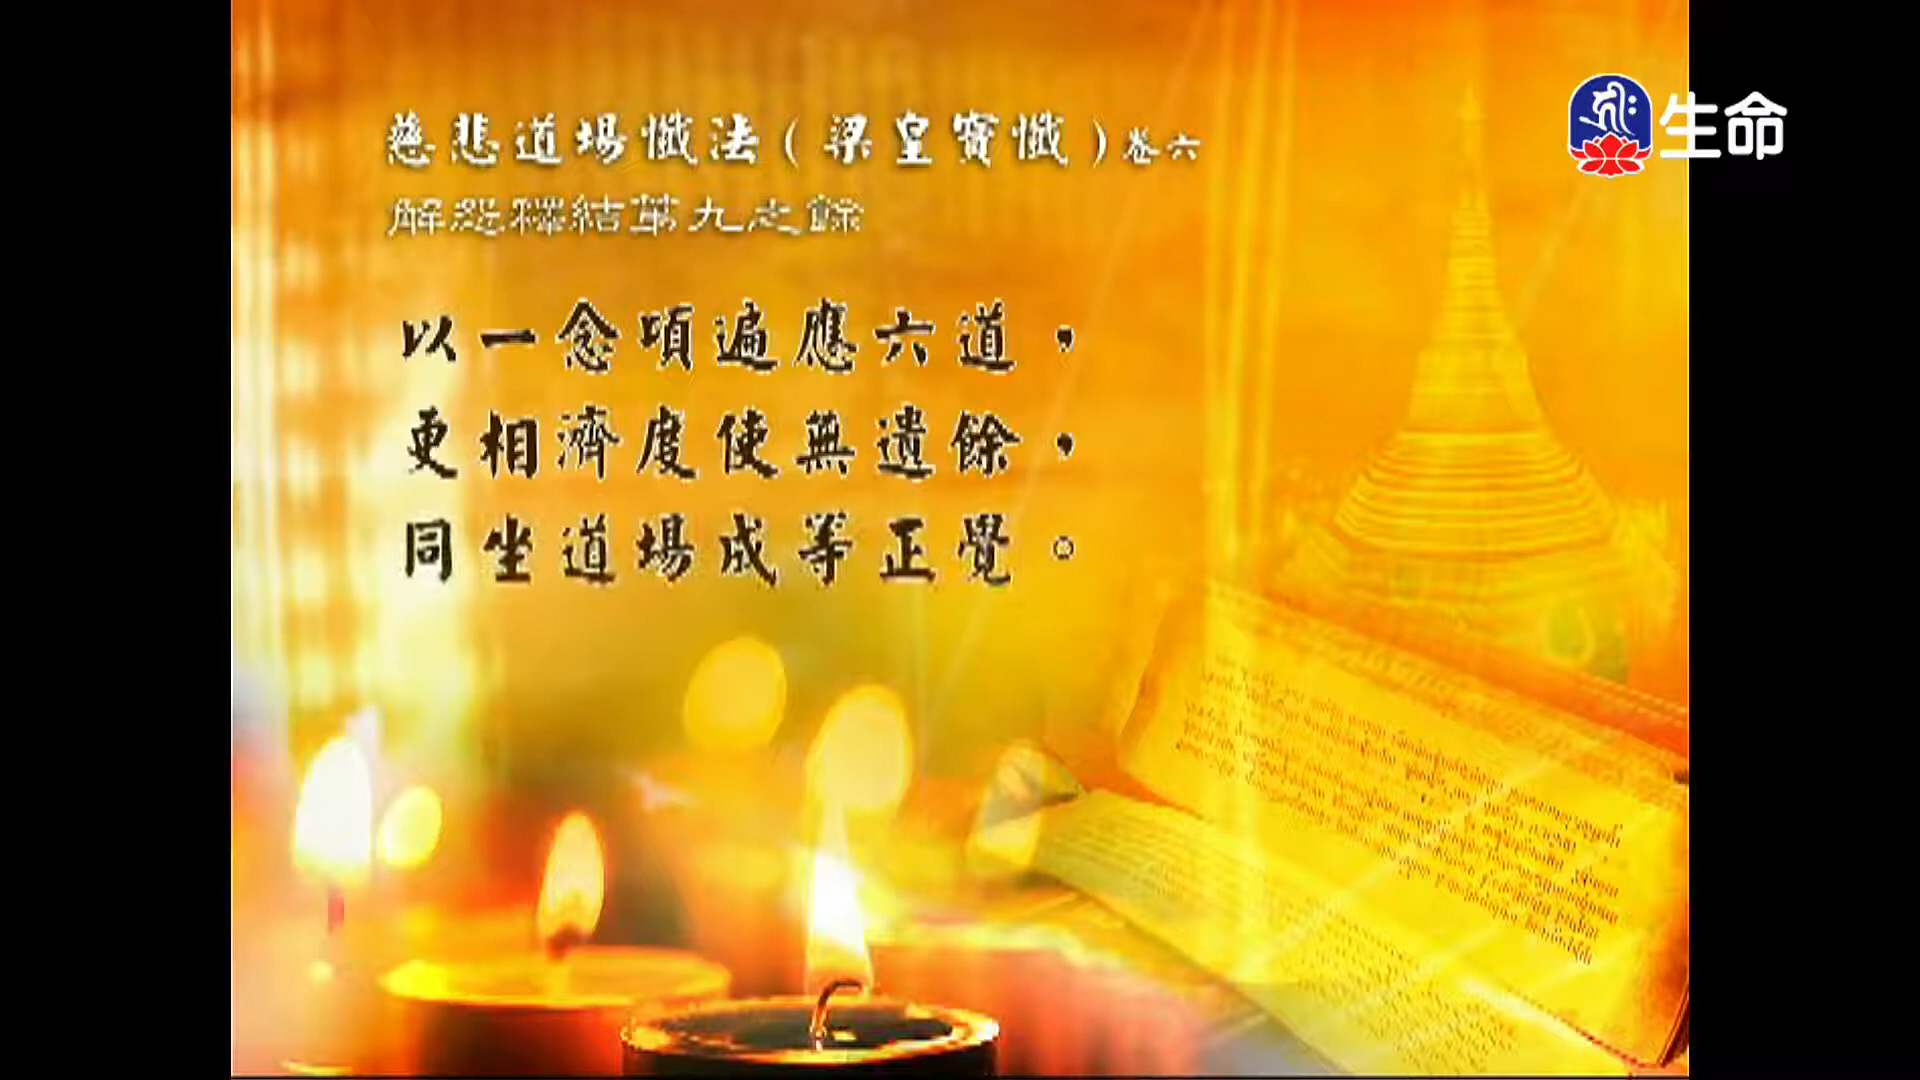 慈悲道場懺法(梁皇寶懺)卷六
解怨釋結第九之餘
以一念項遍應六道,
更相濟度使無遺餘,
同坐道場成等正覺。
生命